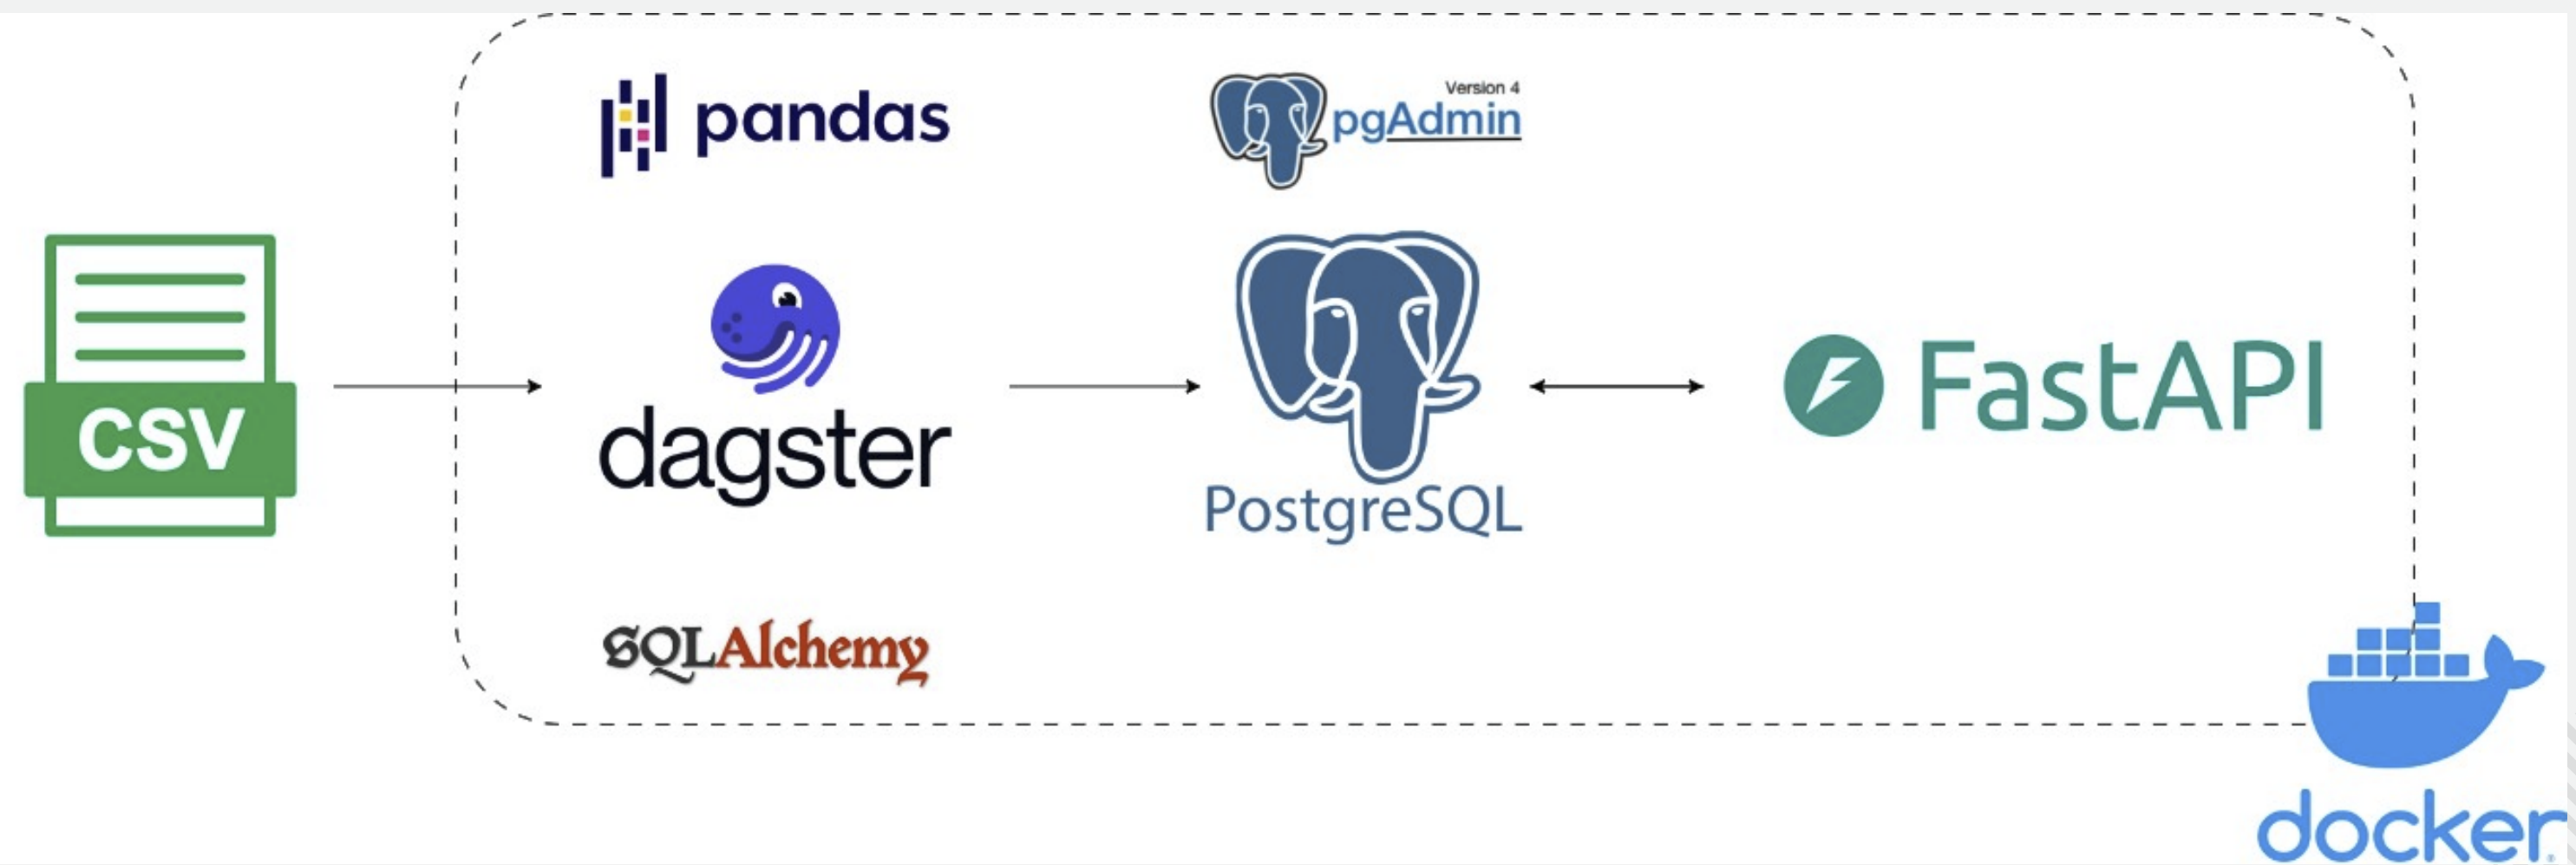 pandas
Version 4
pgAdmin
CSV
dagster
PostgreSQL
FastAPI
SQLAlchemy
docker